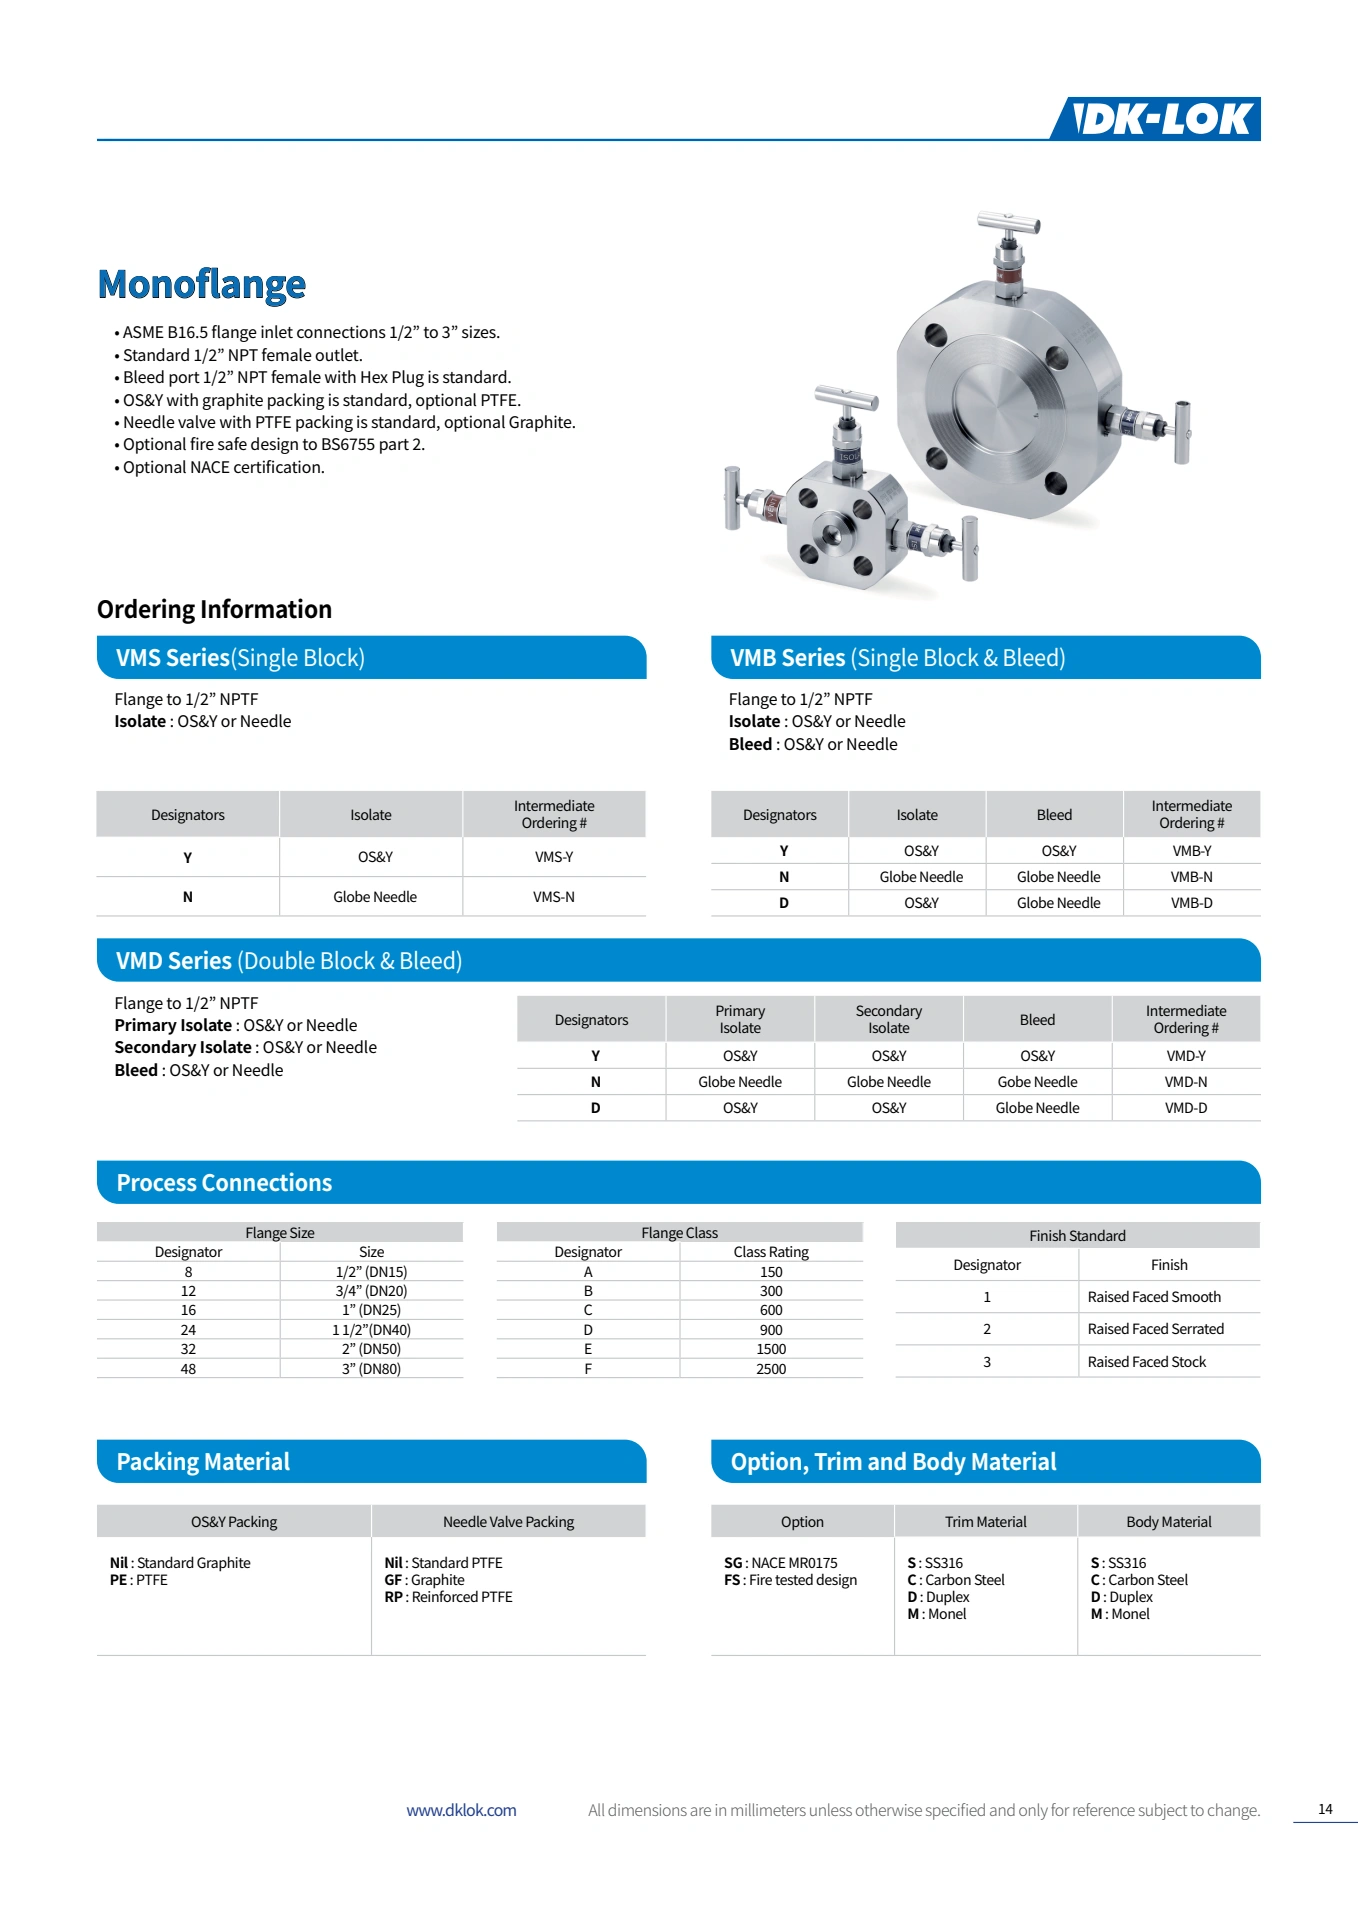 DK-LOK
Monoflange
• ASME B16.5 flange inlet connections 1/2” to 3” sizes.
• Standard 1/2” NPT female outlet.
• Bleed port 1/2” NPT female with Hex Plug is standard.
• OS&Y with graphite packing is standard, optional PTFE.
• Needle valve with PTFE packing is standard, optional Graphite.
• Optional fire safe design to BS6755 part 2.
• Optional NACE certification.
Ordering Information
VMS Series(Single Block)
Flange to 1/2” NPTF
Isolate : OS&Y or Needle
Designators Isolate Intermediate Ordering #
Y OS&Y VMS-Y
N Globe Needle VMS-N
VMB Series (Single Block & Bleed)
Flange to 1/2” NPTF
Isolate : OS&Y or Needle
Bleed : OS&Y or Needle
Designators Isolate Bleed Intermediate Ordering #
Y OS&Y OS&Y VMB-Y
N Globe Needle Globe Needle VMB-N
D OS&Y Globe Needle VMB-D
VMD Series (Double Block & Bleed)
Flange to 1/2” NPTF
Primary Isolate : OS&Y or Needle
Secondary Isolate : OS&Y or Needle
Bleed : OS&Y or Needle
Designators Primary Isolate Secondary Isolate Bleed Intermediate Ordering #
Y OS&Y OS&Y OS&Y VMD-Y
N Globe Needle Globe Needle Gobe Needle VMD-N
D OS&Y OS&Y Globe Needle VMD-D
Process Connections
Flange Size
Designator Size
8 1/2” (DN15)
12 3/4” (DN20)
16 1” (DN25)
24 1 1/2”(DN40)
32 2” (DN50)
48 3” (DN80)
Flange Class
Designator Class Rating
A 150
B 300
C 600
D 900
E 1500
F 2500
Finish Standard
Designator Finish
1 Raised Faced Smooth
2 Raised Faced Serrated
3 Raised Faced Stock
Packing Material
OS&Y Packing Needle Valve Packing
Nil : Standard Graphite Nil : Standard PTFE
PE : PTFE GF : Graphite
RP : Reinforced PTFE
Option, Trim and Body Material
Option Trim Material Body Material
SG : NACE MR0175 S : SS316 S : SS316
FS : Fire tested design C : Carbon Steel C : Carbon Steel
D : Duplex D : Duplex
M : Monel M : Monel
www.dklok.com All dimensions are in millimeters unless otherwise specified and only for reference subject to change. 14